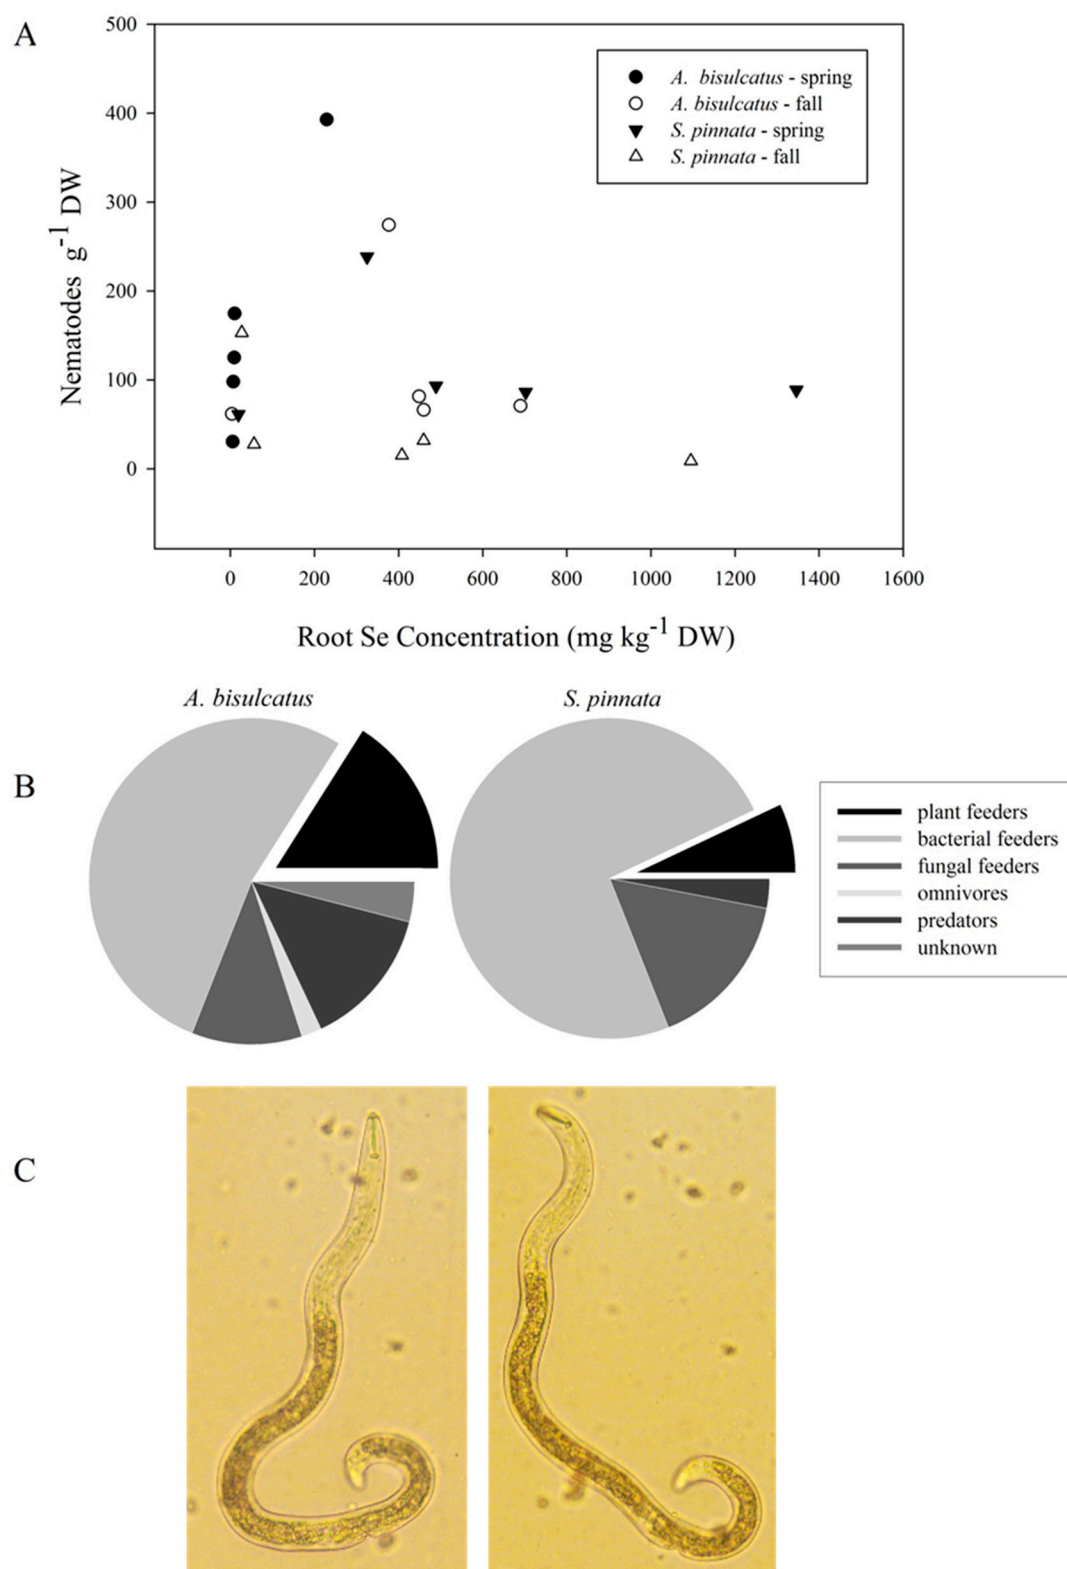 A
500
400
300
200
100
0
Nematodes g-1 DW
A. bisulcatus - spring
A. bisulcatus - fall
S. pinnata - spring
S. pinnata - fall
0 200 400 600 800 1000 1200 1400 1600
Root Se Concentration (mg kg-1 DW)
A. bisulcatus S. pinnata
B
plant feeders
bacterial feeders
fungal feeders
omnivores
predators
unknown
C